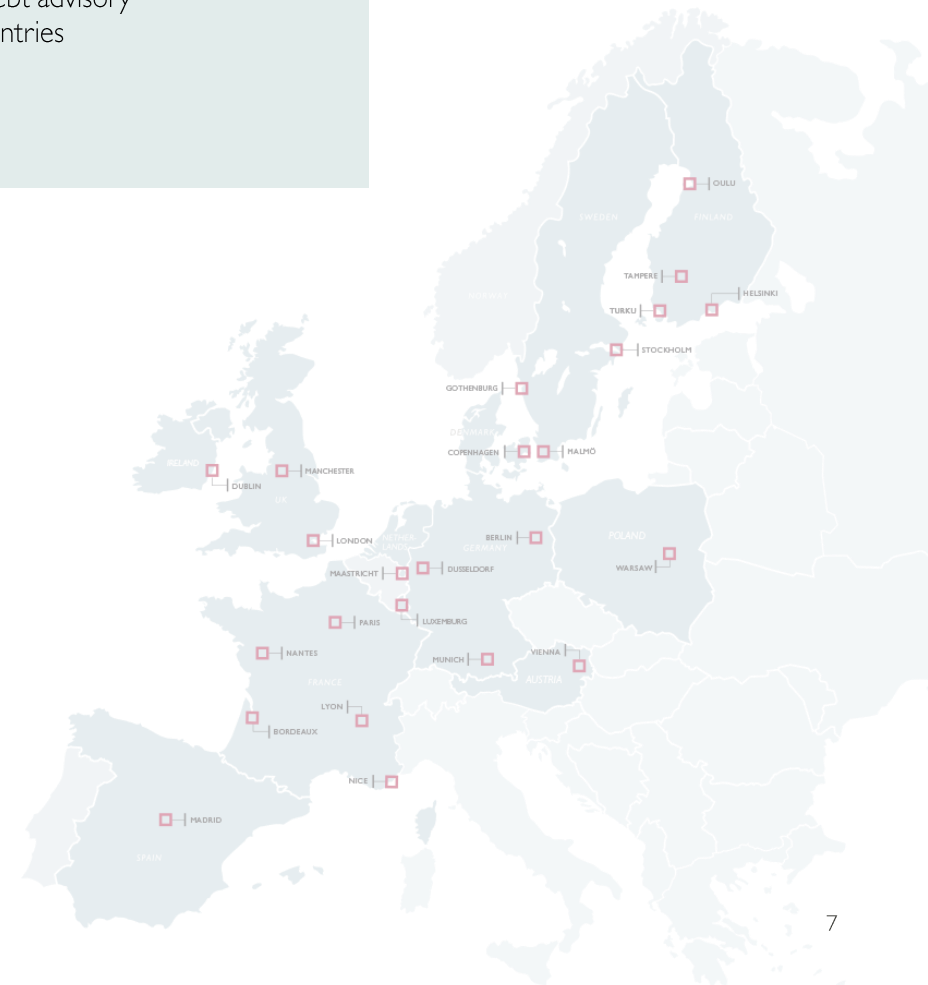 ebt advisory
ntries
OULU
SWEDEN
FINLAND
TAMPERE
HELSINKI
NORWAY
TURKU
STOCKHOLM
GOTHENBURG
DENMARK
COPENHAGEN
MALMÖ
IRELAND
MANCHESTER
DUBLIN
UK
LONDON
NETHER-
LANDS
BERLIN
GERMANY
POLAND
WARSAW
MAASTRICHT
DUSSELDORF
PARIS
LUXEMBURG
NANTES
MUNICH
VIENNA
AUSTRIA
FRANCE
LYON
BORDEAUX
NICE
MADRID
SPAIN
7